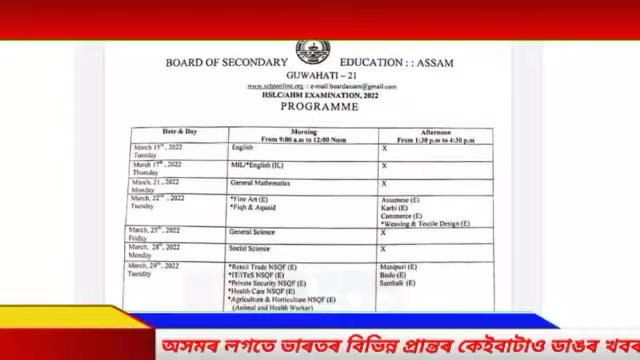 BOARD OF SECONDARY EDUCATION : : ASSAM
GUWAHATI – 21
www.sebaonline.org :: e-mail boardassam@gmail.com
HSLC/AHM EXAMINATION, 2022
PROGRAMME
Date & Day Morning From 9:00 a.m to 12:00 Noon Afternoon From 1:30 p.m to 4:30 p.m
March 15th, 2022 Tuesday English X
March 17th, 2022 Thursday MIL/*English (IL) X
March, 21, 2022 Monday General Mathematics X
March, 22nd, 2022 Tuesday *Fine Art (E) Assamese (E)
*Fiqh & Aquaid Karbi (E)
Commerce (E)
*Weaving & Textile Design (E)
March, 25th, 2022 Friday General Science X
March, 28th, 2022 Monday Social Science X
March, 29th, 2022 Tuesday *Retail Trade NSQF (E) Manipuri (E)
*IT/ITeS NSQF (E) Bodo (E)
*Private Security NSQF (E) Santhali (E)
*Health Care NSQF (E)
*Agriculture & Horticulture NSQF (E)
(Animal and Health Worker)
অসমৰ লগতে ভাৰতৰ বিভিন্ন প্ৰান্তৰ কেইবাটাও ডাঙৰ খবৰ